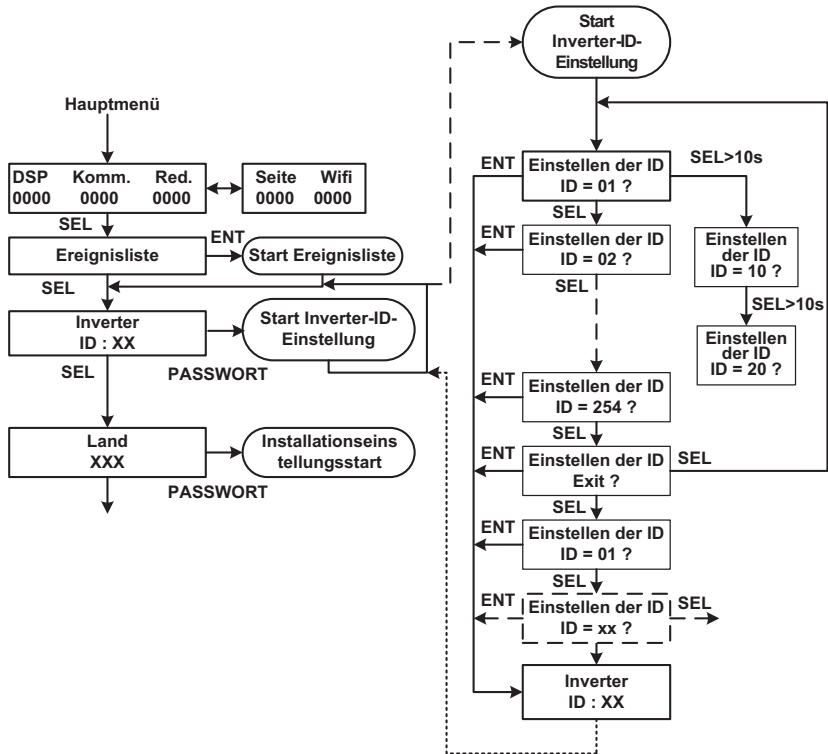 Hauptmenü
DSP Komm. Red.
0000 0000 0000
Seite Wifi
0000 0000
SEL
Ereignisliste
ENT
Start Ereignisliste
SEL
Inverter
ID : XX
Start Inverter-ID-
Einstellung
SEL
PASSWORT
Land
XXX
Installationseins
tellungsstart
PASSWORT
Start
Inverter-ID-
Einstellung
ENT
Einstellen der ID
ID = 01 ?
SEL>10s
SEL
ENT
Einstellen der ID
ID = 02 ?
Einstellen
der ID
ID = 10 ?
SEL
SEL>10s
Einstellen
der ID
ID = 20 ?
ENT
Einstellen der ID
ID = 254 ?
SEL
ENT
Einstellen der ID
Exit ?
SEL
SEL
ENT
Einstellen der ID
ID = 01 ?
SEL
ENT
Einstellen der ID
ID = xx ?
SEL
Inverter
ID : XX